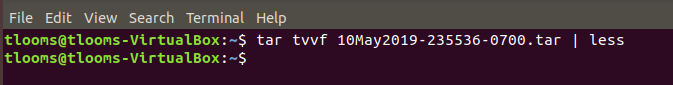 File Edit View Search Terminal Help
tlooms@tlooms-VirtualBox:~$ tar tvvf 10May2019-235536-0700.tar | less
tlooms@tlooms-VirtualBox:~$